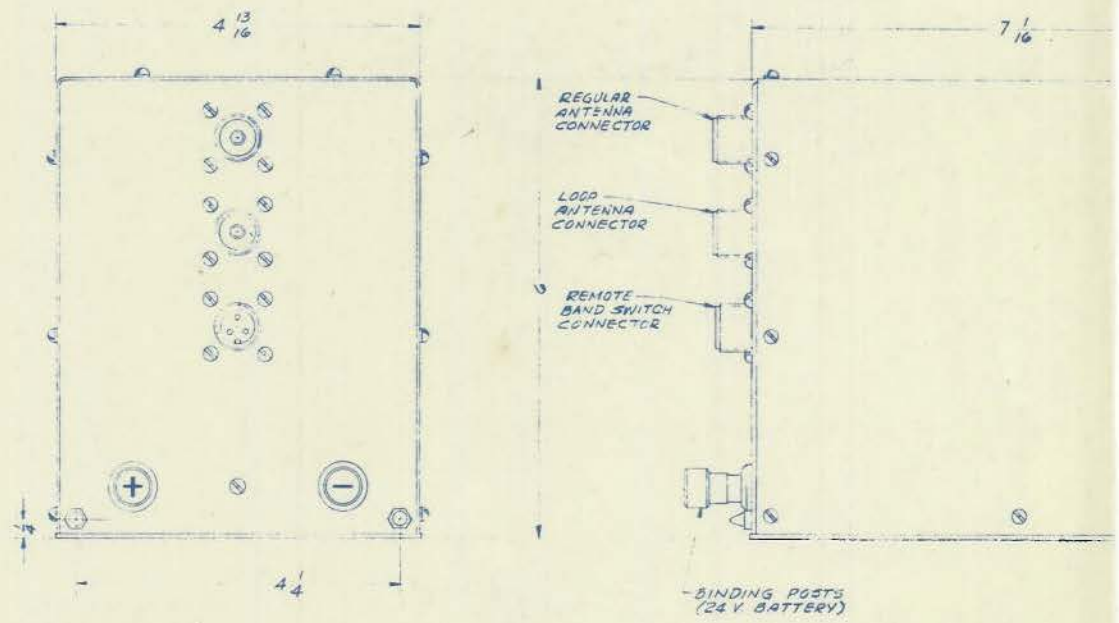 4 13/16
7 1/16
REGULAR
ANTENNA
CONNECTOR
LOOP
ANTENNA
CONNECTOR
6
REMOTE
BAND SWITCH
CONNECTOR
+ −
1/4
4 1/4
BINDING POSTS
(24 V. BATTERY)